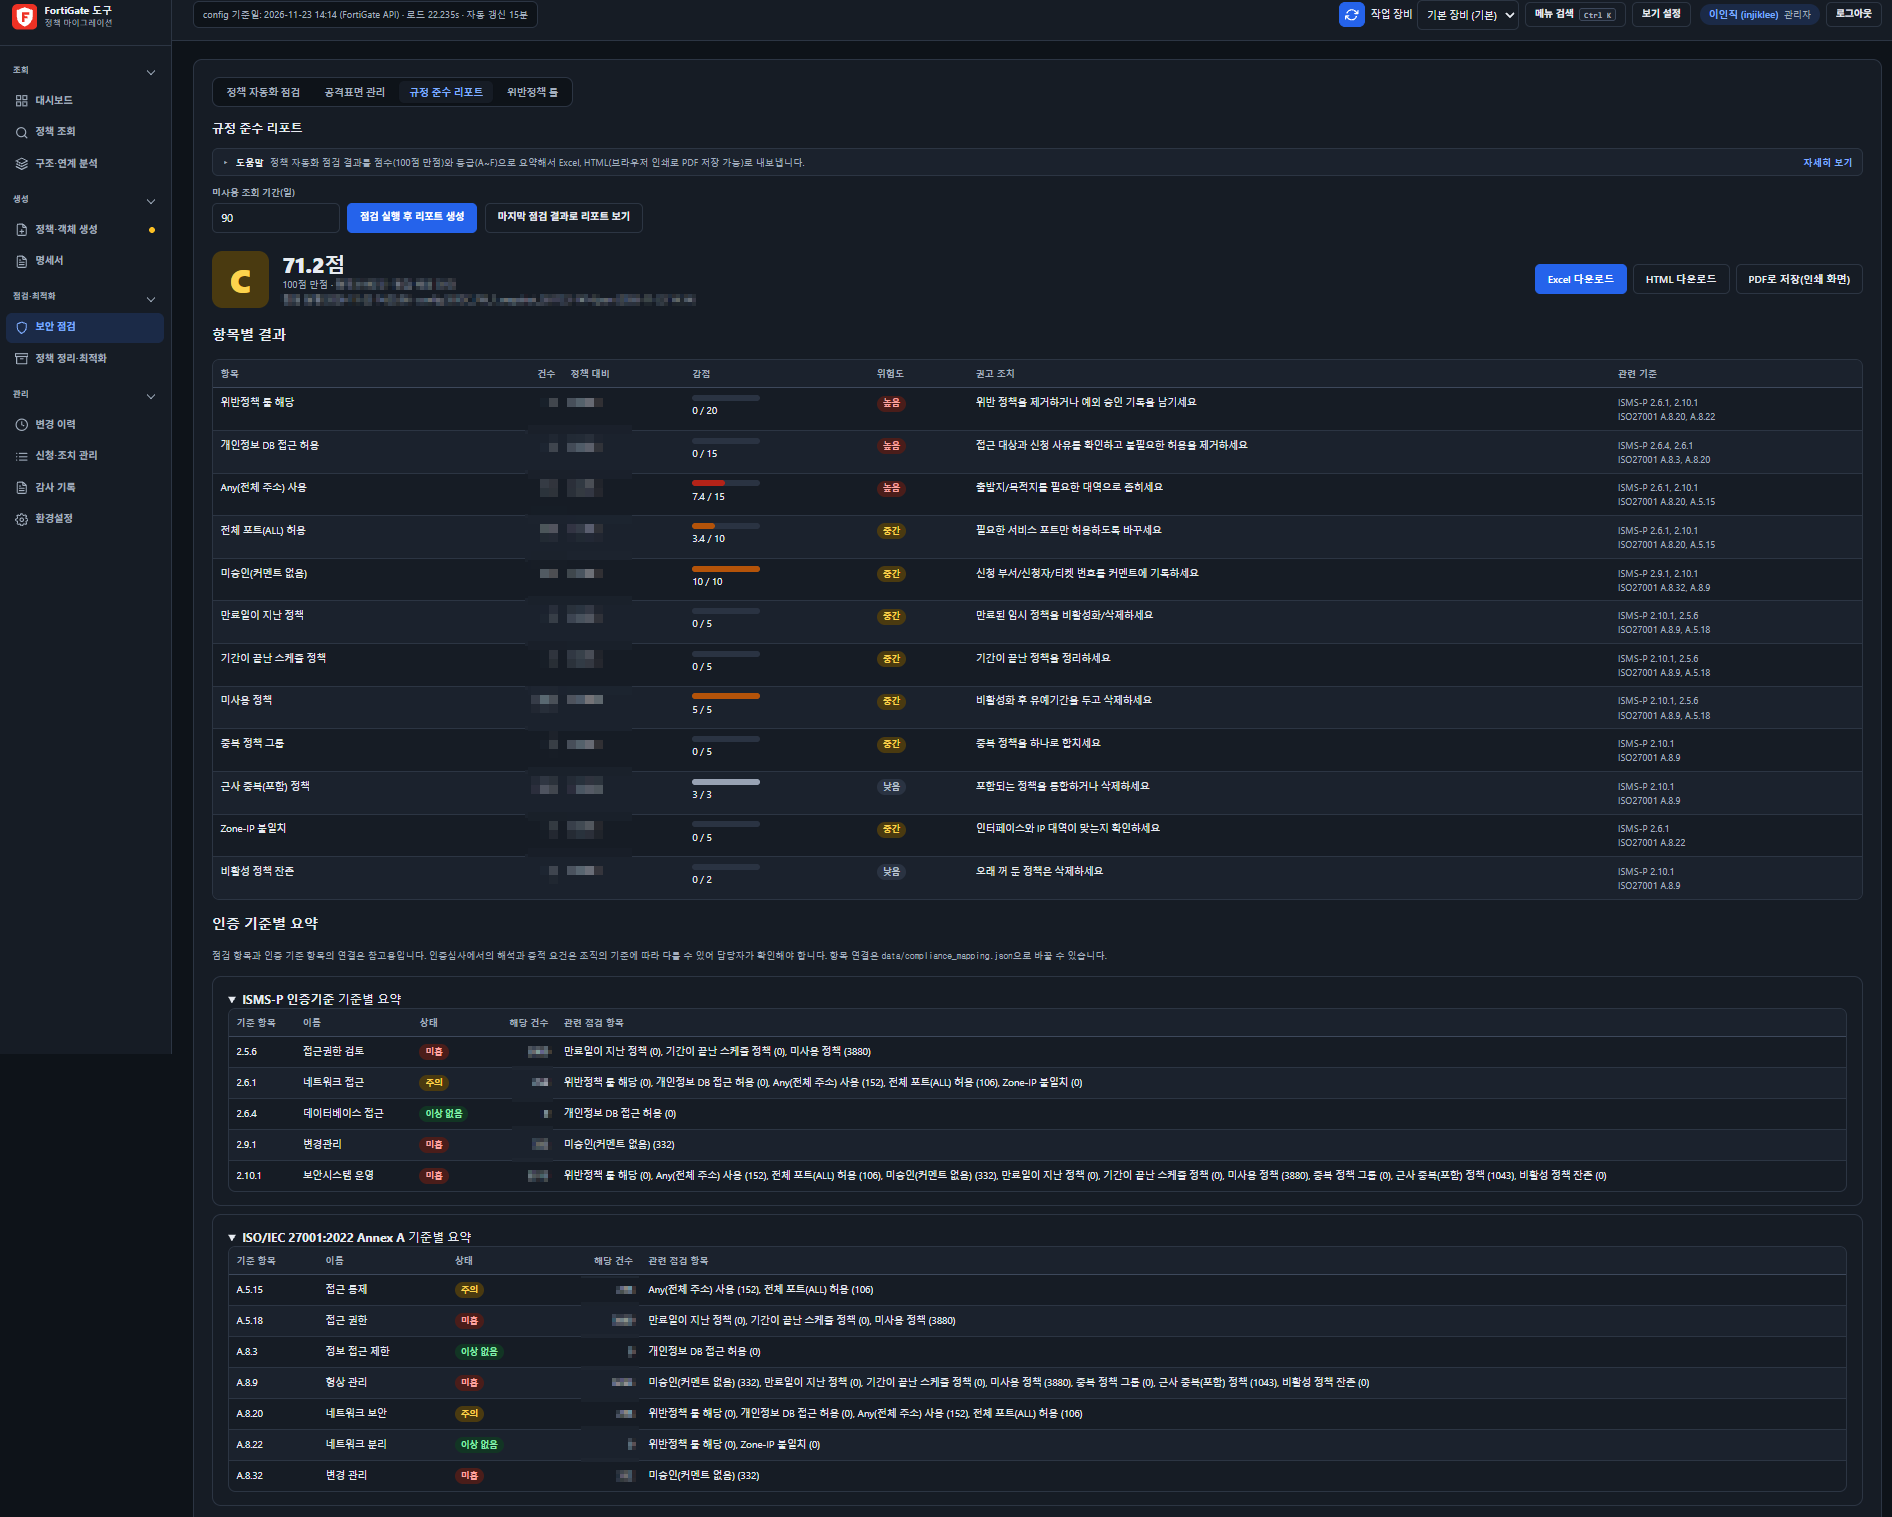 FortiGate 도구
정책 마이그레이션
config 기준일: 2026-11-23 14:14 (FortiGate API) · 로드 22.235s · 자동 갱신 15분
작업 장비
기본 장비 (기본)
메뉴 검색 Ctrl K
보기 설정
이인직 (injiklee) 관리자
로그아웃
조회
대시보드
정책 조회
구조·연계 분석
생성
정책·객체 생성
명세서
점검·최적화
보안 점검
정책 정리·최적화
관리
변경 이력
신청·조치 관리
감사 기록
환경설정
정책 자동화 점검 공격표면 관리 규정 준수 리포트 위반정책 룰
규정 준수 리포트
도움말 정책 자동화 점검 결과를 점수(100점 만점)와 등급(A~F)으로 요약해서 Excel, HTML(브라우저 인쇄로 PDF 저장 가능)로 내보냅니다. 자세히 보기
미사용 조회 기간(일)
90 점검 실행 후 리포트 생성 마지막 점검 결과로 리포트 보기
C
71.2점
100점 만점 ·
Excel 다운로드 HTML 다운로드 PDF로 저장(인쇄 화면)
항목별 결과
항목 건수 정책 대비 감점 위험도 권고 조치 관련 기준
위반정책 룰 해당 0 / 20 높음 위반 정책을 제거하거나 예외 승인 기록을 남기세요 ISMS-P 2.6.1, 2.10.1
ISO27001 A.8.20, A.8.22
개인정보 DB 접근 허용 0 / 15 높음 접근 대상과 신청 사유를 확인하고 불필요한 허용을 제거하세요 ISMS-P 2.6.4, 2.6.1
ISO27001 A.8.3, A.8.20
Any(전체 주소) 사용 7.4 / 15 높음 출발지/목적지를 필요한 대역으로 좁히세요 ISMS-P 2.6.1, 2.10.1
ISO27001 A.8.20, A.5.15
전체 포트(ALL) 허용 3.4 / 10 중간 필요한 서비스 포트만 허용하도록 바꾸세요 ISMS-P 2.6.1, 2.10.1
ISO27001 A.8.20, A.5.15
미승인(커멘트 없음) 10 / 10 중간 신청 부서/신청자/티켓 번호를 커멘트에 기록하세요 ISMS-P 2.9.1, 2.10.1
ISO27001 A.8.32, A.8.9
만료일이 지난 정책 0 / 5 중간 만료된 임시 정책을 비활성화/삭제하세요 ISMS-P 2.10.1, 2.5.6
ISO27001 A.8.9, A.5.18
기간이 끝난 스케줄 정책 0 / 5 중간 기간이 끝난 정책을 정리하세요 ISMS-P 2.10.1, 2.5.6
ISO27001 A.8.9, A.5.18
미사용 정책 5 / 5 중간 비활성화 후 유예기간을 두고 삭제하세요 ISMS-P 2.10.1, 2.5.6
ISO27001 A.8.9, A.5.18
중복 정책 그룹 0 / 5 중간 중복 정책을 하나로 합치세요 ISMS-P 2.10.1
ISO27001 A.8.9
근사 중복(포함) 정책 3 / 3 낮음 포함되는 정책을 통합하거나 삭제하세요 ISMS-P 2.10.1
ISO27001 A.8.9
Zone-IP 불일치 0 / 5 중간 인터페이스와 IP 대역이 맞는지 확인하세요 ISMS-P 2.6.1
ISO27001 A.8.22
비활성 정책 잔존 0 / 2 낮음 오래 꺼 둔 정책은 삭제하세요 ISMS-P 2.10.1
ISO27001 A.8.9
인증 기준별 요약
점검 항목과 인증 기준 항목의 연결은 참고용입니다. 인증심사에서의 해석과 증적 요건은 조직의 기준에 따라 다를 수 있어 담당자가 확인해야 합니다. 항목 연결은 data/compliance_mapping.json으로 바꿀 수 있습니다.
▼ ISMS-P 인증기준 기준별 요약
기준 항목 이름 상태 해당 건수 관련 점검 항목
2.5.6 접근권한 검토 미흡 만료일이 지난 정책 (0), 기간이 끝난 스케줄 정책 (0), 미사용 정책 (3880)
2.6.1 네트워크 접근 주의 위반정책 룰 해당 (0), 개인정보 DB 접근 허용 (0), Any(전체 주소) 사용 (152), 전체 포트(ALL) 허용 (106), Zone-IP 불일치 (0)
2.6.4 데이터베이스 접근 이상 없음 개인정보 DB 접근 허용 (0)
2.9.1 변경관리 미흡 미승인(커멘트 없음) (332)
2.10.1 보안시스템 운영 미흡 위반정책 룰 해당 (0), Any(전체 주소) 사용 (152), 전체 포트(ALL) 허용 (106), 미승인(커멘트 없음) (332), 만료일이 지난 정책 (0), 기간이 끝난 스케줄 정책 (0), 미사용 정책 (3880), 중복 정책 그룹 (0), 근사 중복(포함) 정책 (1043), 비활성 정책 잔존 (0)
▼ ISO/IEC 27001:2022 Annex A 기준별 요약
기준 항목 이름 상태 해당 건수 관련 점검 항목
A.5.15 접근 통제 주의 Any(전체 주소) 사용 (152), 전체 포트(ALL) 허용 (106)
A.5.18 접근 권한 미흡 만료일이 지난 정책 (0), 기간이 끝난 스케줄 정책 (0), 미사용 정책 (3880)
A.8.3 정보 접근 제한 이상 없음 개인정보 DB 접근 허용 (0)
A.8.9 형상 관리 미흡 미승인(커멘트 없음) (332), 만료일이 지난 정책 (0), 기간이 끝난 스케줄 정책 (0), 미사용 정책 (3880), 중복 정책 그룹 (0), 근사 중복(포함) 정책 (1043), 비활성 정책 잔존 (0)
A.8.20 네트워크 보안 주의 위반정책 룰 해당 (0), 개인정보 DB 접근 허용 (0), Any(전체 주소) 사용 (152), 전체 포트(ALL) 허용 (106)
A.8.22 네트워크 분리 이상 없음 위반정책 룰 해당 (0), Zone-IP 불일치 (0)
A.8.32 변경 관리 미흡 미승인(커멘트 없음) (332)